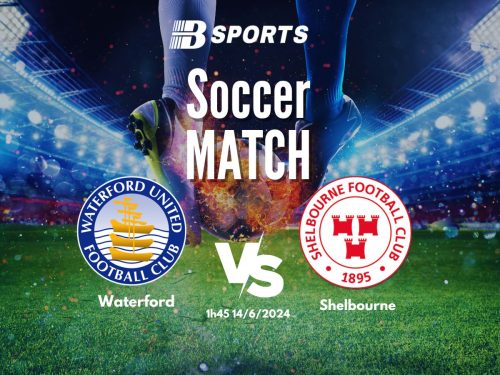 B SPORTS
Soccer
MATCH
WATERFORD UNITED
FOOTBALL CLUB
SHELBOURNE FOOTBALL CLUB
1895
VS
Waterford
Shelbourne
1h45 14/6/2024